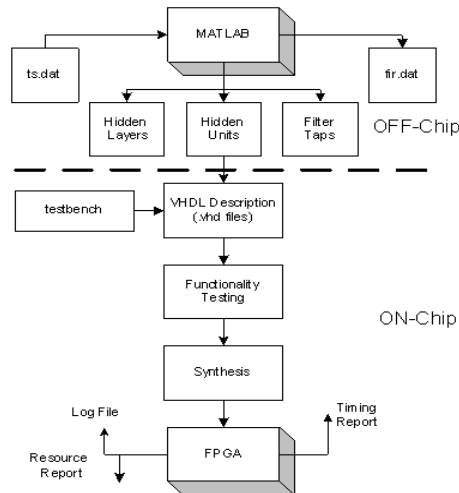 MATLAB
ts.dat
fir.dat
Hidden
Layers
Hidden
Units
Filter
Taps
OFF-Chip
testbench
VHDL Description
(.vhd files)
Functionality
Testing
ON-Chip
Synthesis
Log File
Timing
Report
FPGA
Resource
Report